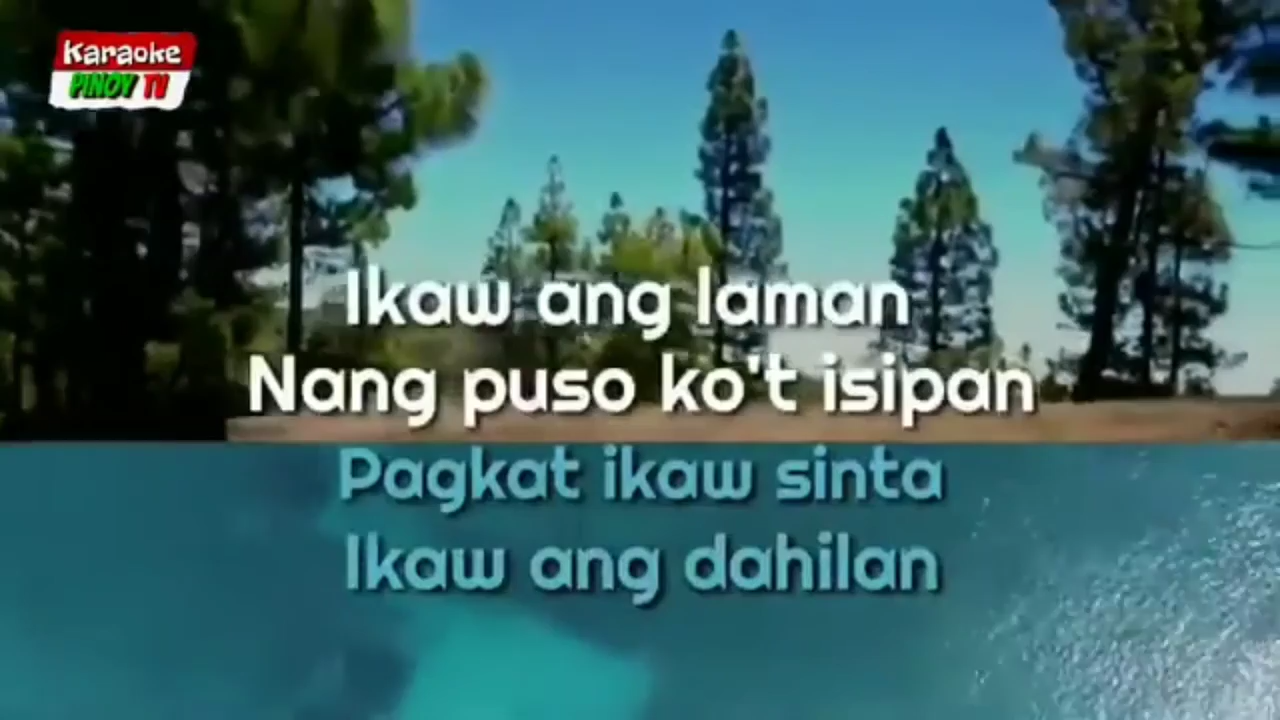 Karaoke
PINOY TV
Ikaw ang laman
Nang puso ko't isipan
Pagkat ikaw sinta
Ikaw ang dahilan